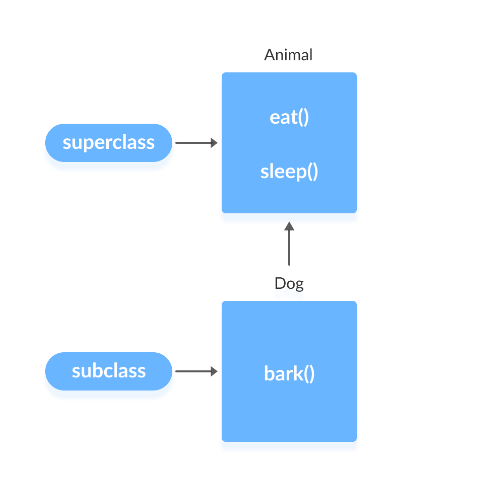 Animal
eat()
superclass
sleep()
Dog
subclass
bark()